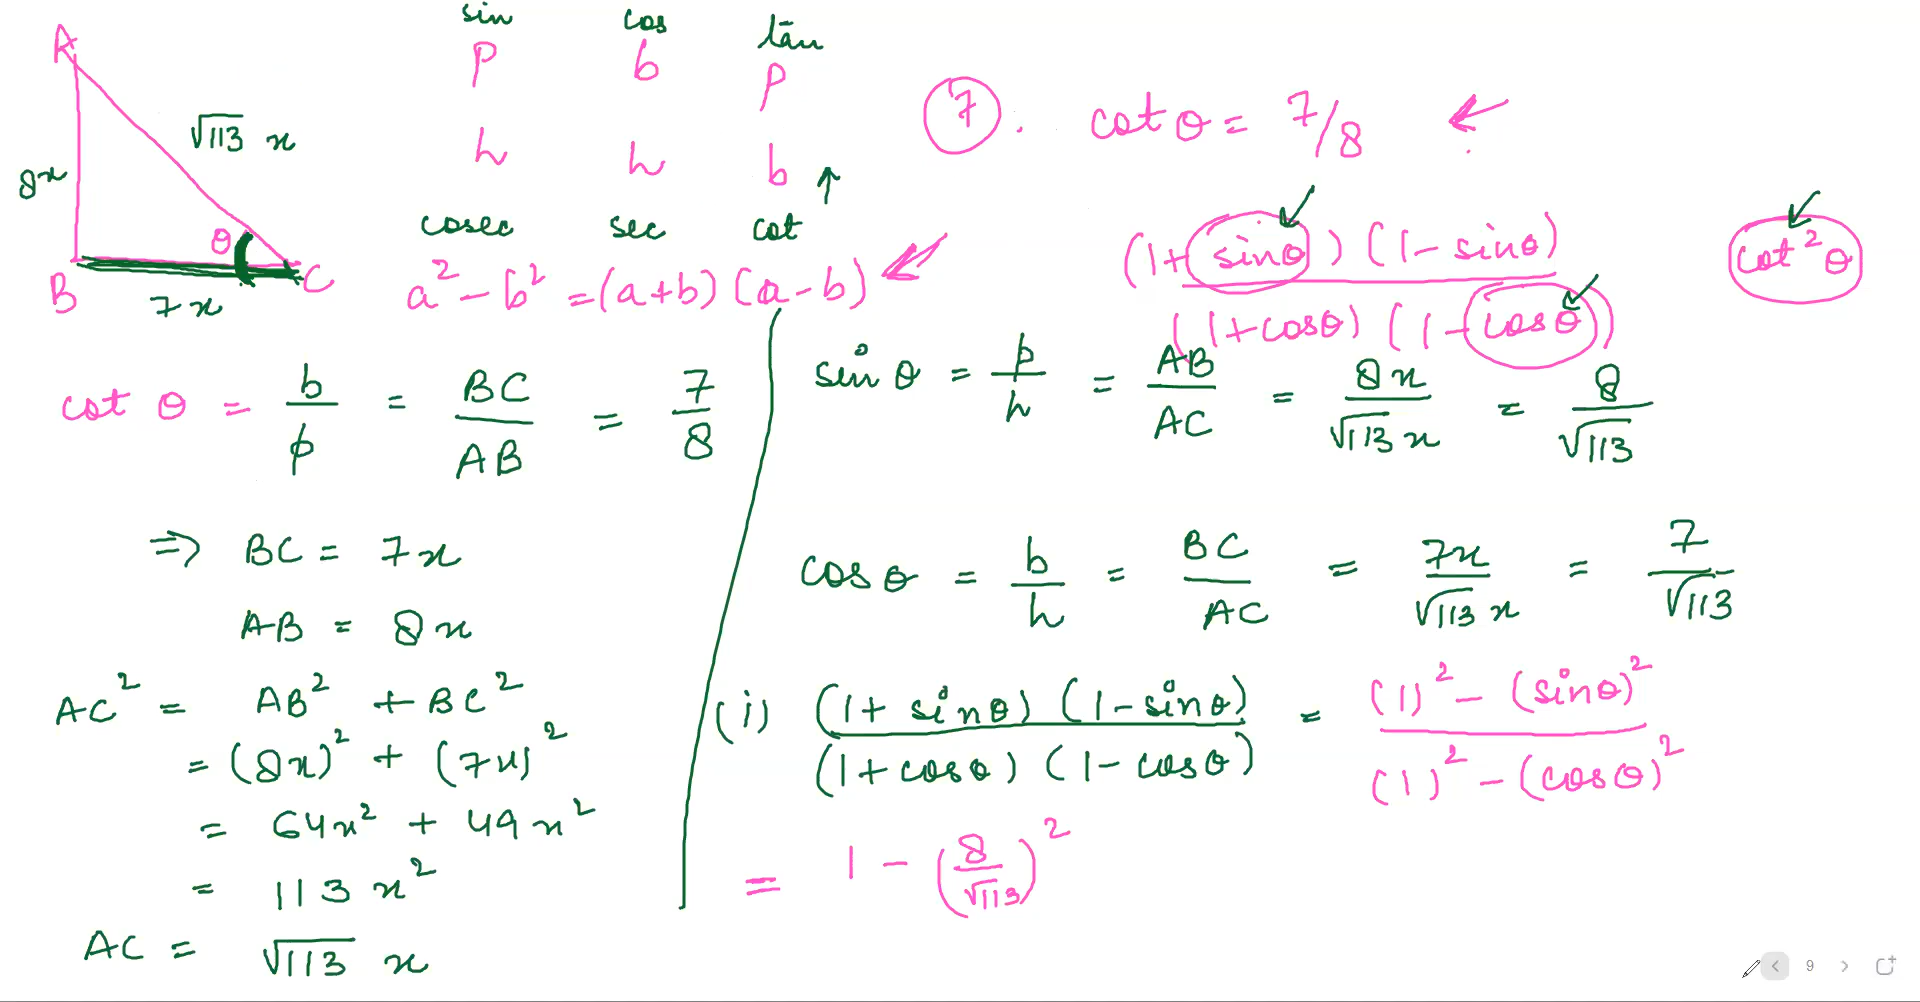 sin cos tan
P b P
h h b ↑
cosec sec cot
A
√113 x
8x
θ
B
C
7x
a² - b² = (a+b) (a-b)
7. cot θ = 7/8
(1+ sinθ) (1- sinθ)
(1+cosθ) (1- cosθ)
cot² θ
cot θ = b/p = BC/AB = 7/8
⇒ BC = 7x
AB = 8x
AC² = AB² + BC²
= (8x)² + (7x)²
= 64x² + 49x²
= 113 x²
AC = √113 x
sin θ = p/h = AB/AC = 8x/√113 x = 8/√113
cos θ = b/h = BC/AC = 7x/√113 x = 7/√113
(i) (1+ sinθ) (1- sinθ) / (1+cosθ) (1- cosθ) = (1)² - (sinθ)² / (1)² - (cosθ)²
= 1 - (8/√113)²
9